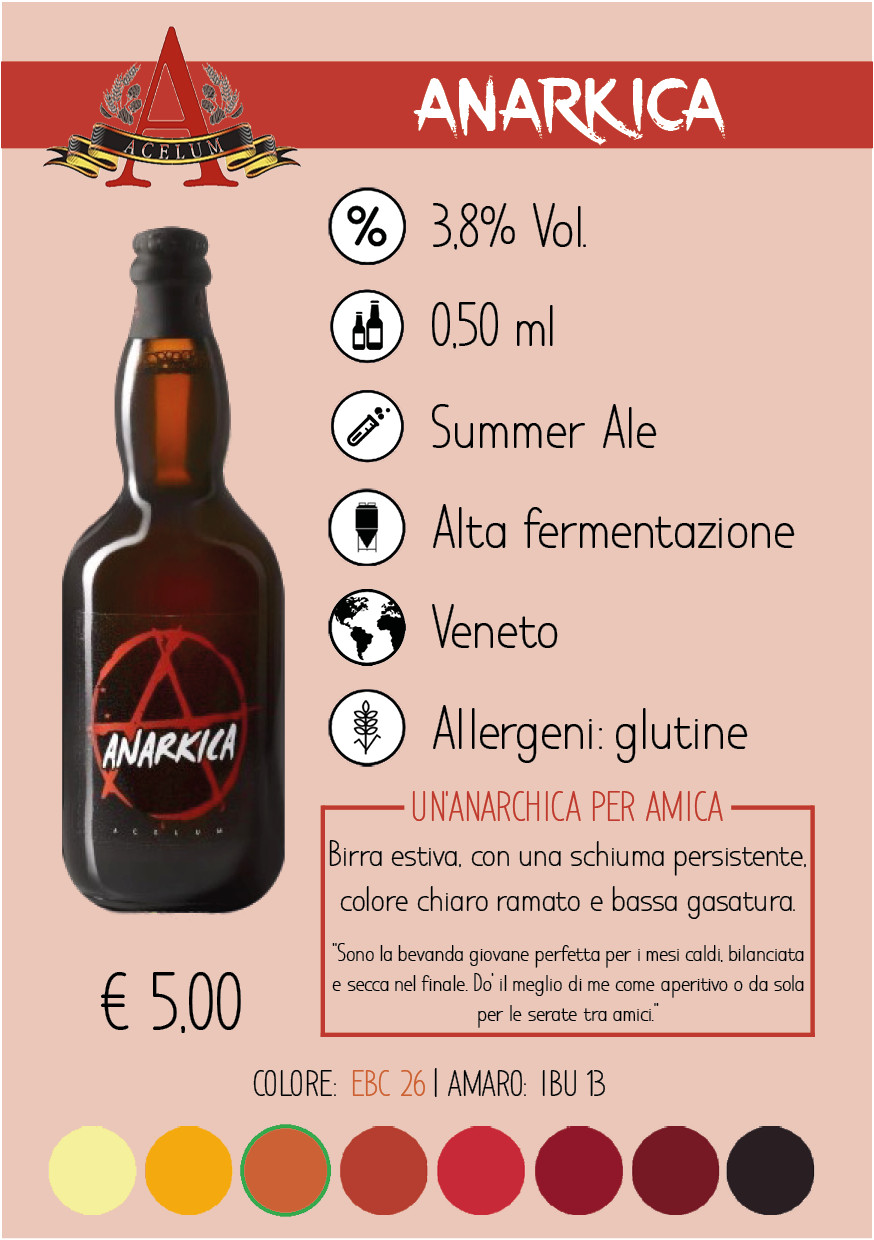 ACELUM
ANARKICA
%
3,8% Vol.
0,50 ml
Summer Ale
Alta fermentazione
Veneto
Allergeni: glutine
ANARKICA
ACELUM
UN'ANARCHICA PER AMICA
Birra estiva, con una schiuma persistente,
colore chiaro ramato e bassa gasatura.
"Sono la bevanda giovane perfetta per i mesi caldi, bilanciata
e secca nel finale. Do' il meglio di me come aperitivo o da sola
per le serate tra amici."
€ 5,00
COLORE: EBC 26 | AMARO: IBU 13